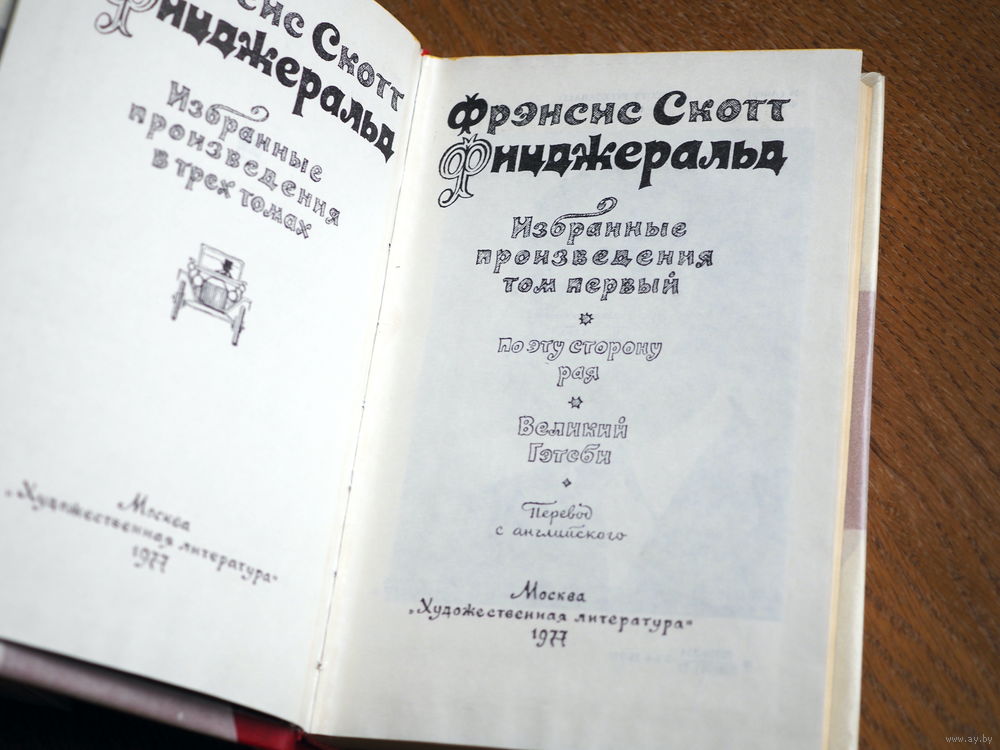 Фрэнсис Скотт
Фицджеральд
Избранные
произведения
в трех томах
Москва
„Художественная литература“
1977
Фрэнсис Скотт
Фицджеральд
Избранные
произведения
том первый
По эту сторону
рая
Великий
Гэтсби
Перевод
с английского
Москва
„Художественная литература“
1977
www.ay.by